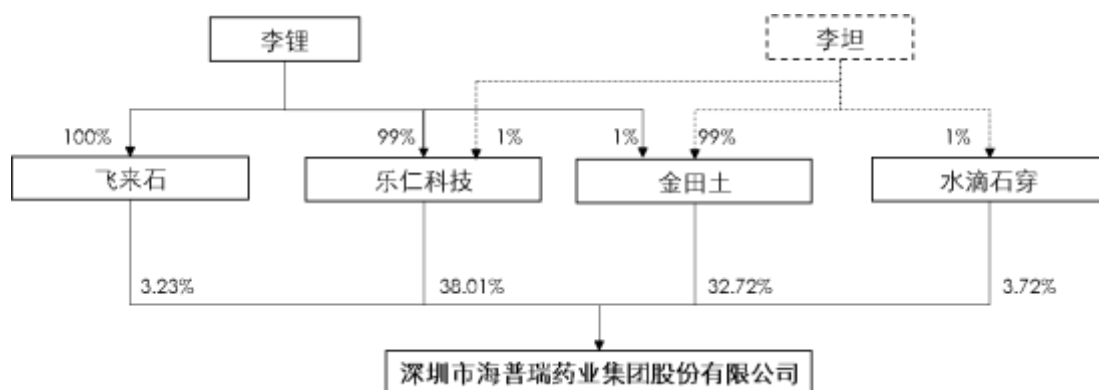 李锂
李坦
100%
99%
1%
1%
99%
1%
飞来石
乐仁科技
金田土
水滴石穿
3.23%
38.01%
32.72%
3.72%
深圳市海普瑞药业集团股份有限公司